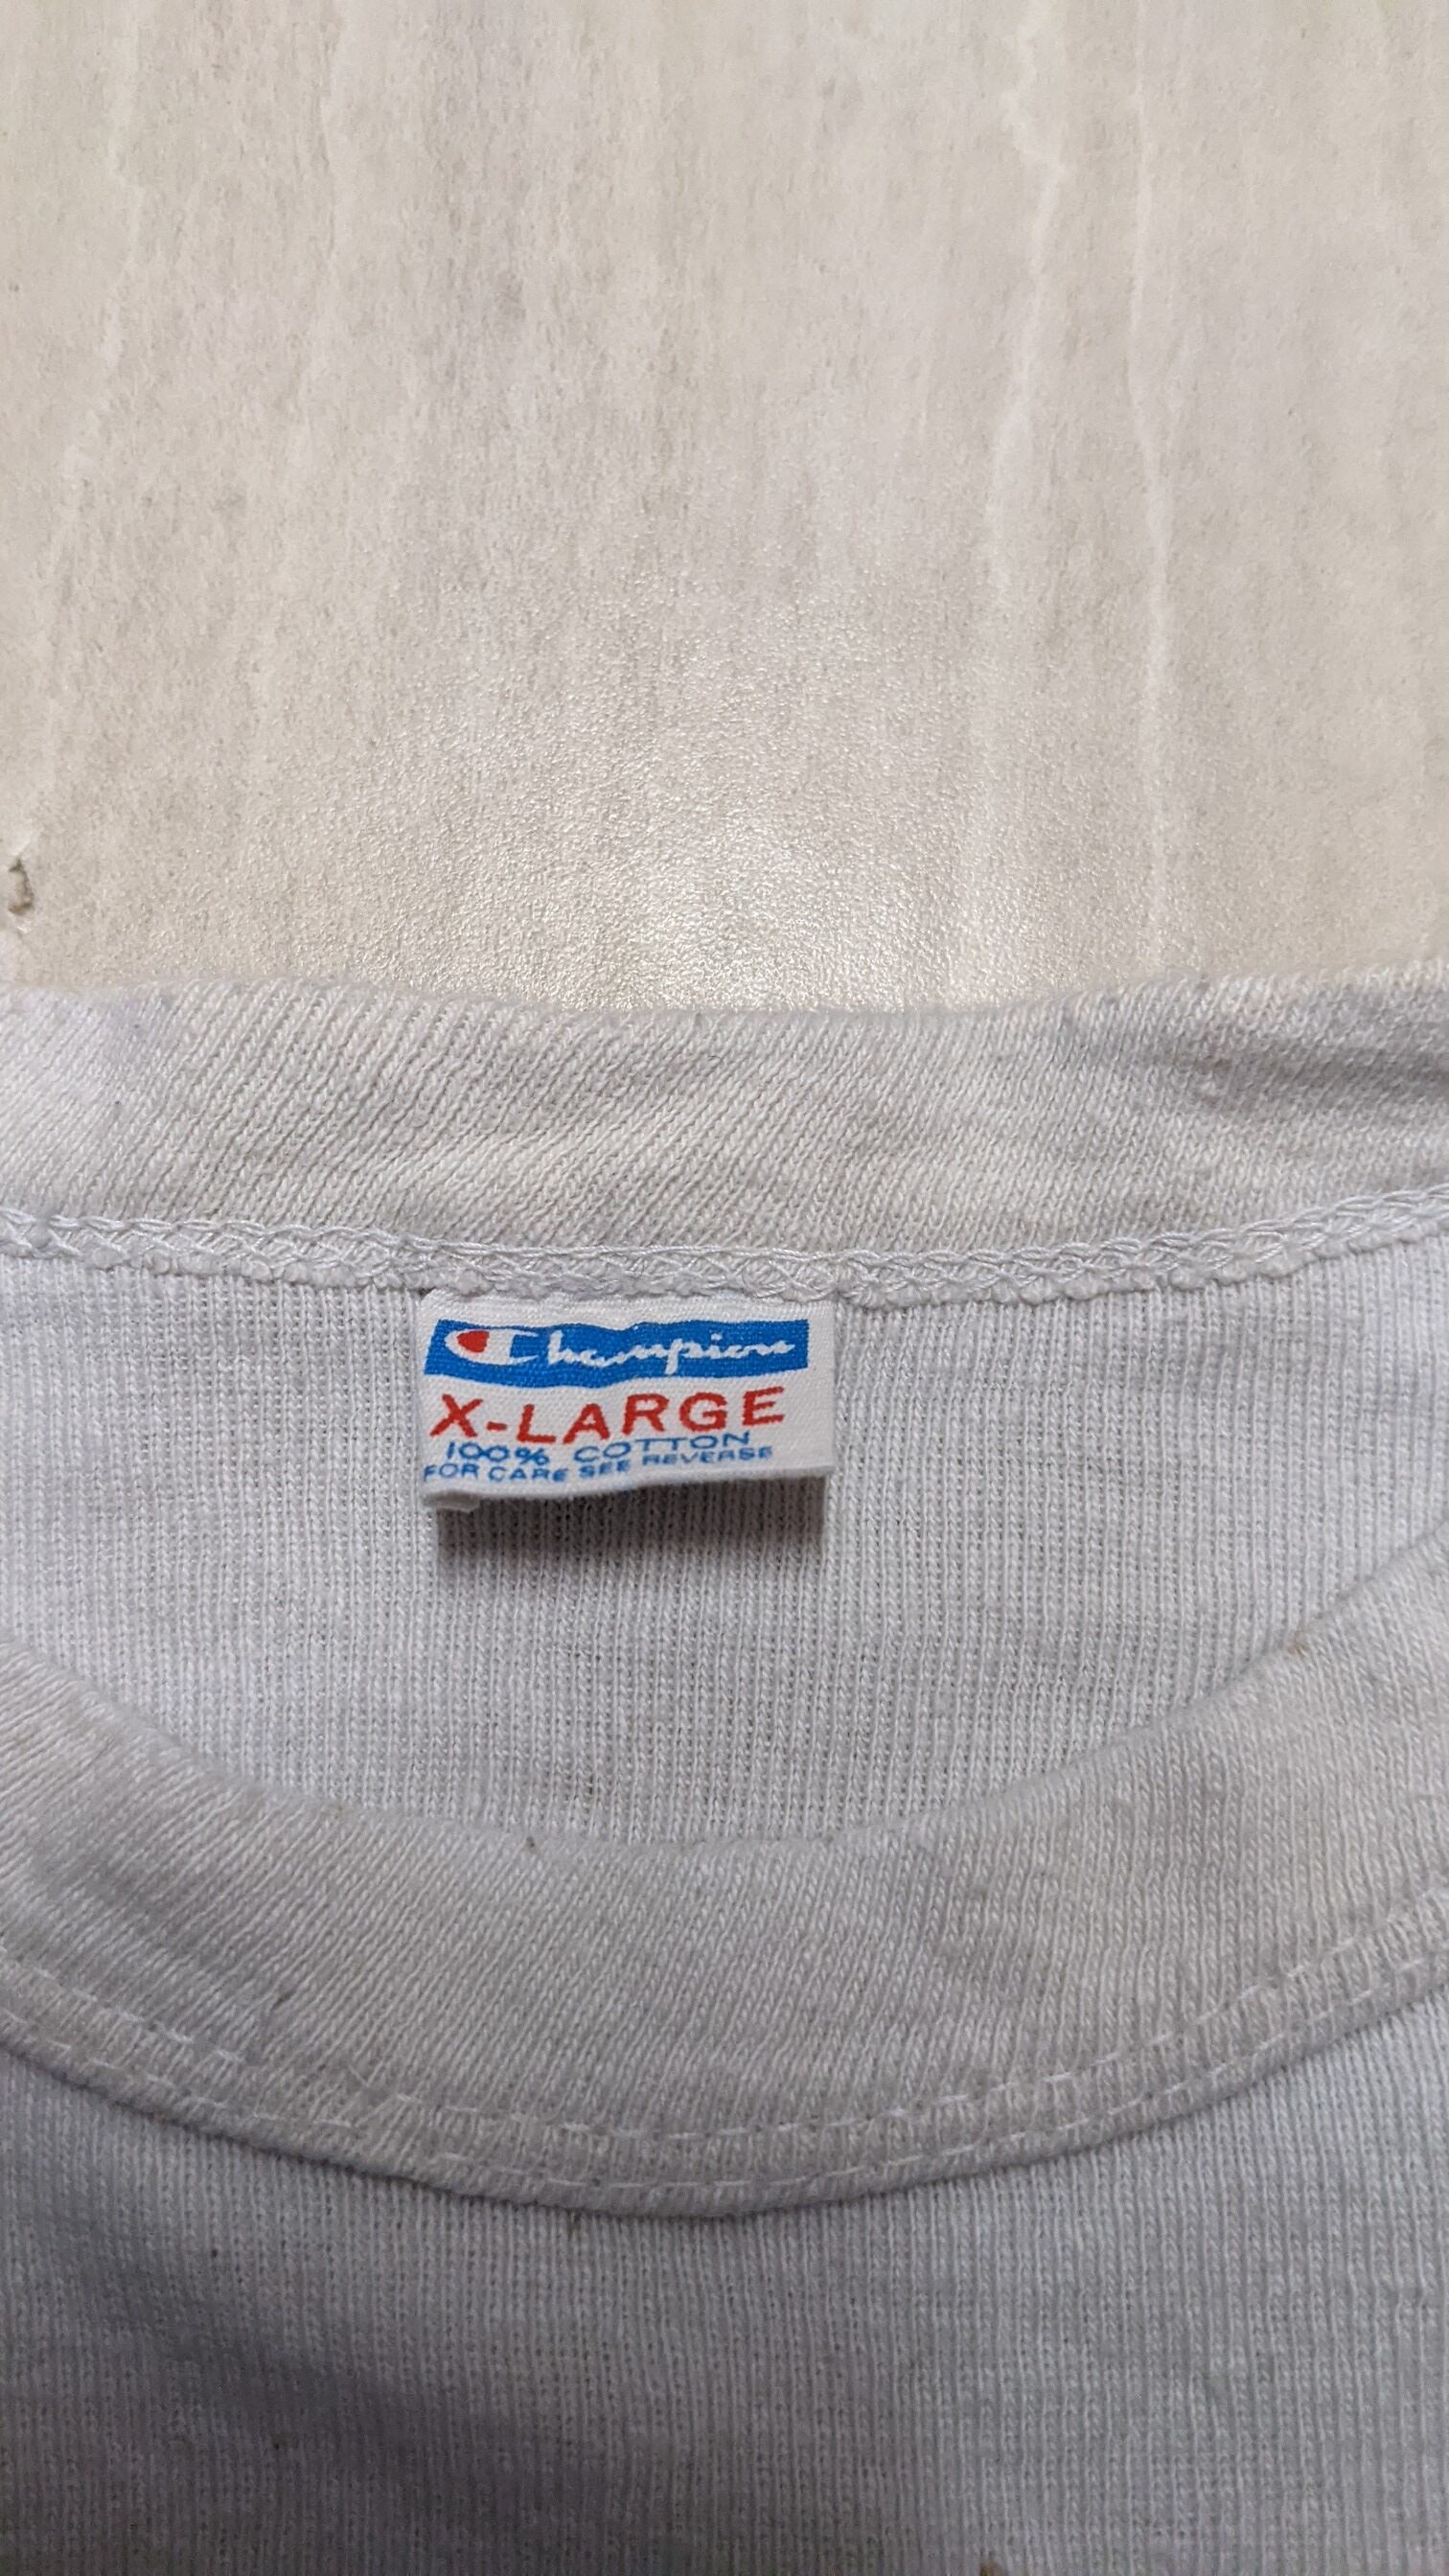 Champion
X-LARGE
100% COTTON
FOR CARE SEE REVERSE